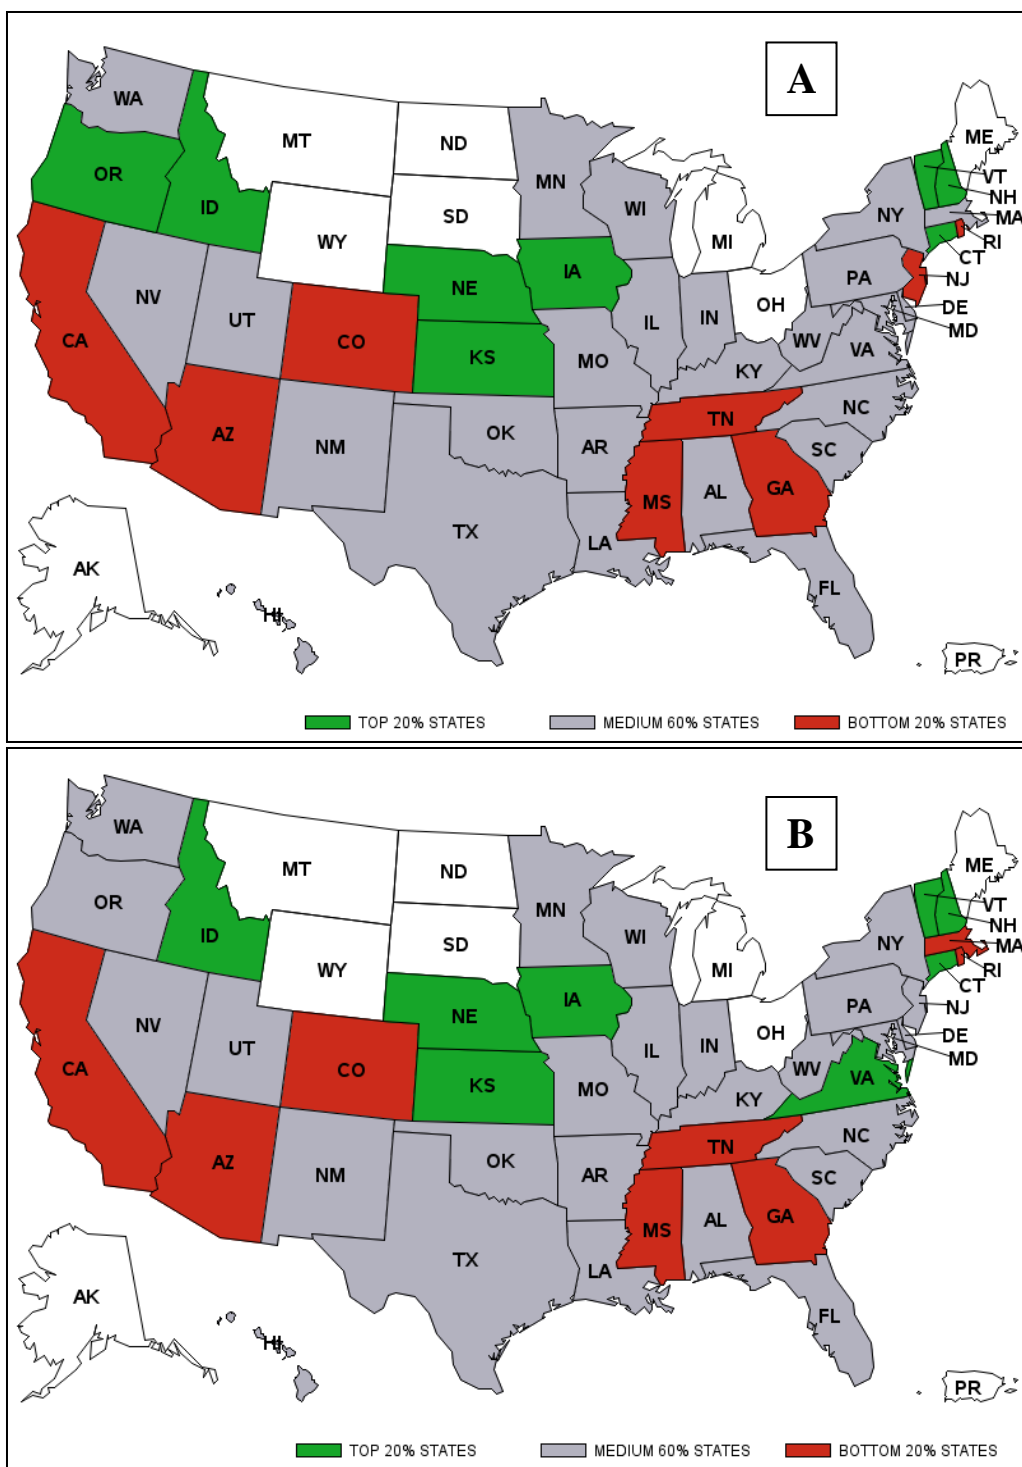 A
WA
MT
ND
ME
OR
ID
MN
VT
NH
SD
WI
NY
MA
WY
MI
RI
CT
NE
IA
PA
NJ
NV
OH
DE
UT
IL
IN
MD
CA
CO
KS
MO
WV
VA
KY
AZ
NM
OK
AR
TN
NC
SC
MS
AL
GA
TX
LA
AK
HI
FL
PR
TOP 20% STATES MEDIUM 60% STATES BOTTOM 20% STATES
B
WA
MT
ND
ME
OR
ID
MN
VT
NH
SD
WI
NY
MA
WY
MI
RI
CT
NE
IA
PA
NJ
NV
OH
DE
UT
IL
IN
MD
CA
CO
KS
MO
WV
VA
KY
AZ
NM
OK
AR
TN
NC
SC
MS
AL
GA
TX
LA
AK
HI
FL
PR
TOP 20% STATES MEDIUM 60% STATES BOTTOM 20% STATES